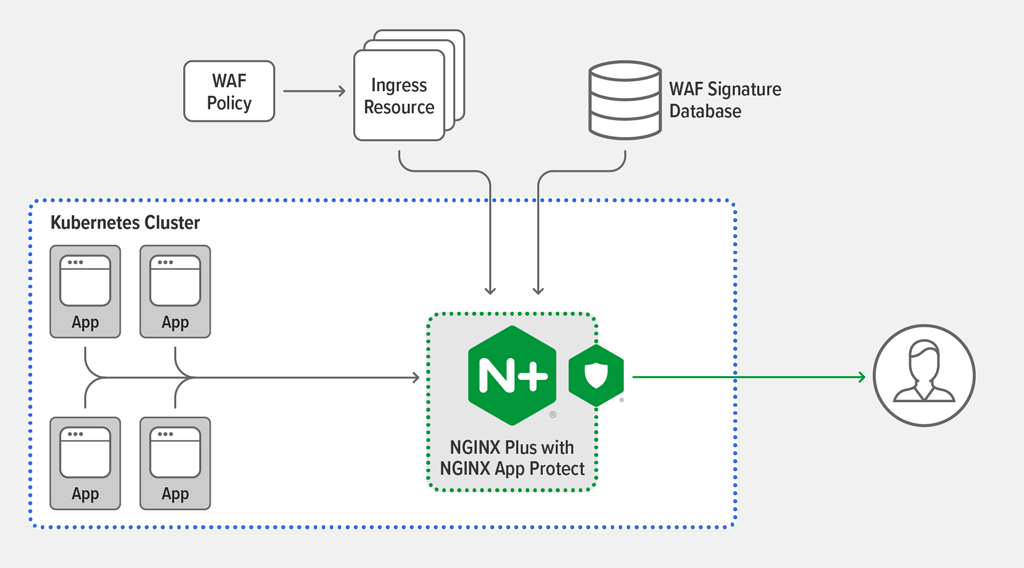 WAF
Policy
Ingress
Resource
WAF Signature
Database
Kubernetes Cluster
App
App
App
App
N+
®
®
NGINX Plus with
NGINX App Protect